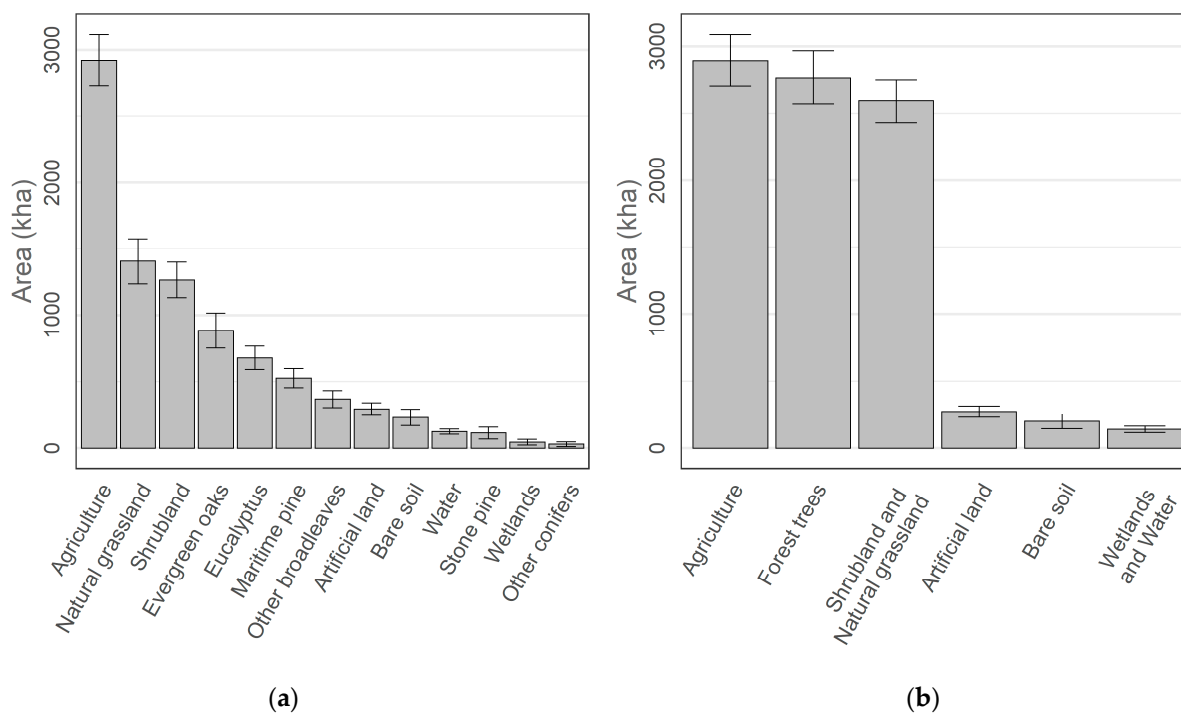 Area (kha)
3000
2000
1000
0
Agriculture
Natural grassland
Shrubland
Evergreen oaks
Eucalyptus
Maritime pine
Other broadleaves
Artificial land
Bare soil
Water
Stone pine
Wetlands
Other conifers
(a)
Area (kha)
3000
2000
1000
0
Agriculture
Forest trees
Shrubland and
Natural grassland
Artificial land
Bare soil
Wetlands
and Water
(b)